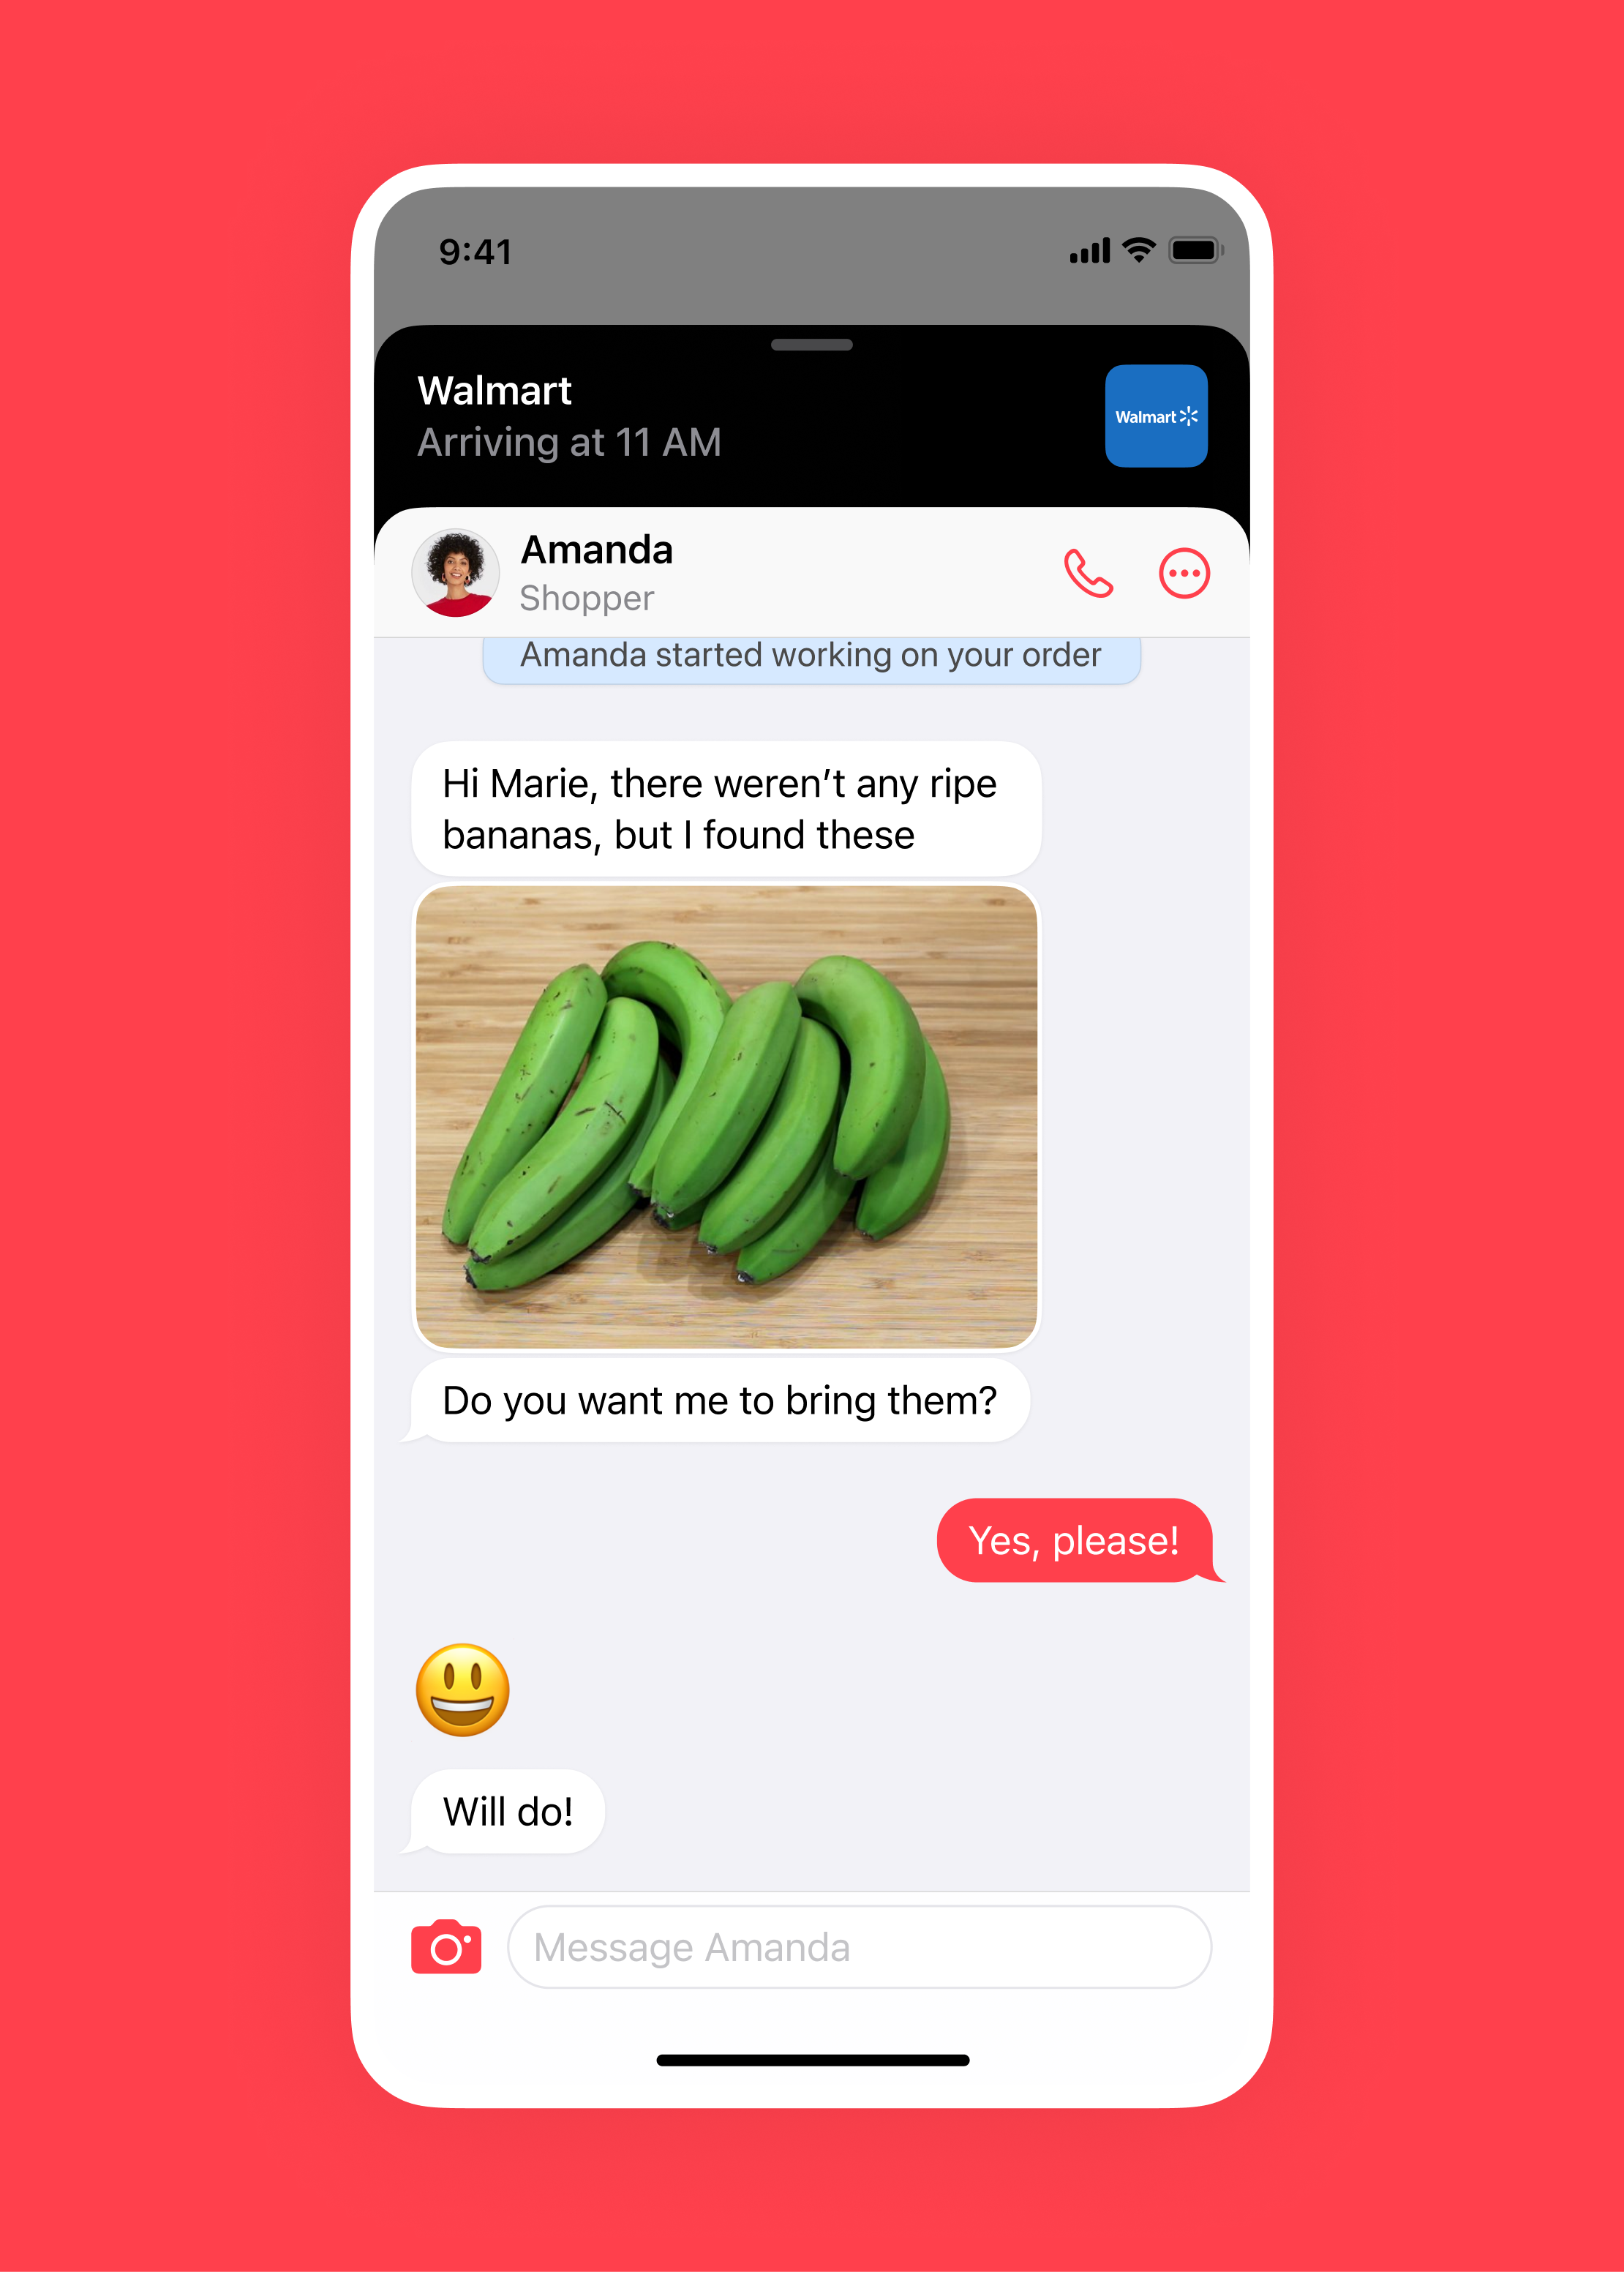 9:41
Walmart
Arriving at 11 AM
Walmart
Amanda
Shopper
Amanda started working on your order
Hi Marie, there weren’t any ripe
bananas, but I found these
Do you want me to bring them?
Yes, please!
Will do!
Message Amanda